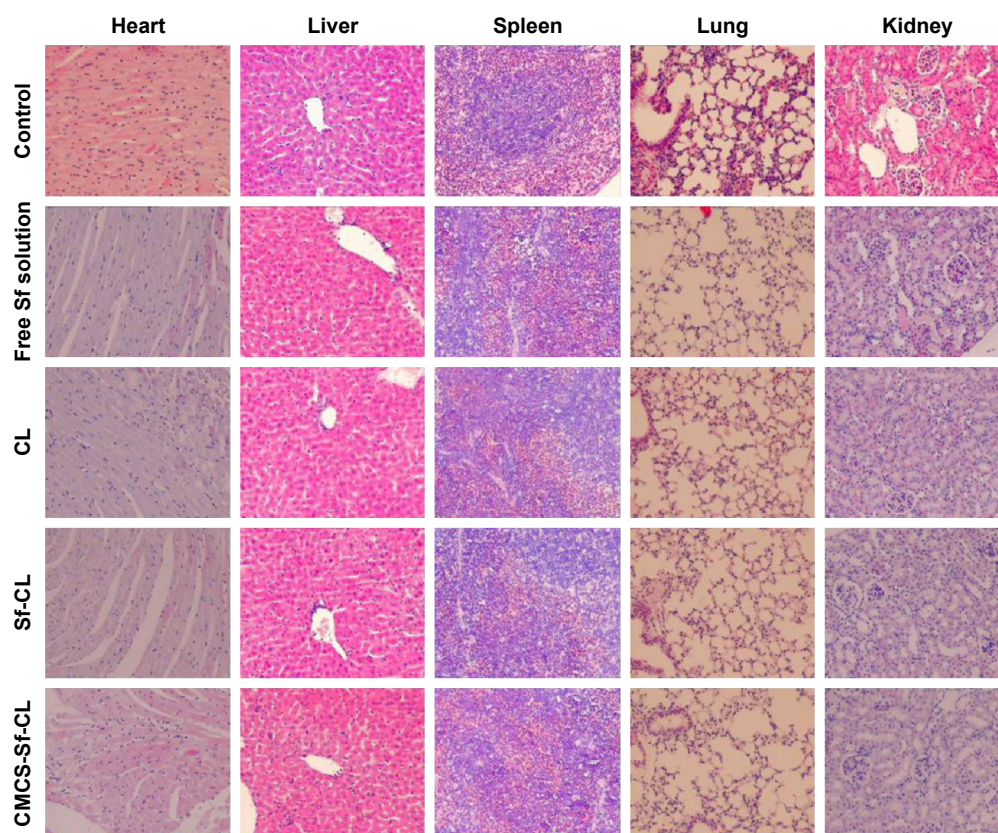 Heart Liver Spleen Lung Kidney
Control
Free Sf solution
CL
Sf-CL
CMCS-Sf-CL